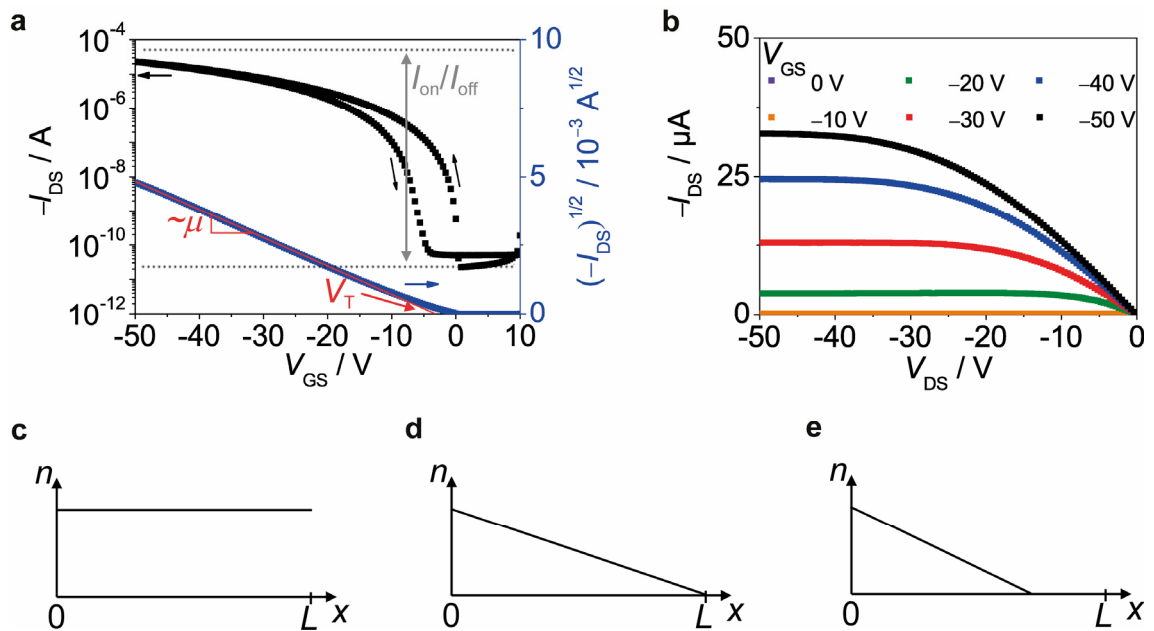 a
10⁻⁴
10⁻⁶
10⁻⁸
10⁻¹⁰
10⁻¹²
−I_DS / A
I_on/I_off
~μ
V_T
10
5
0
(−I_DS)^1/2 / 10⁻³ A^1/2
-50 -40 -30 -20 -10 0 10
V_GS / V
b
50
25
0
−I_DS / μA
V_GS
0 V −20 V −40 V
−10 V −30 V −50 V
-50 -40 -30 -20 -10 0
V_DS / V
c
n
0 L x
d
n
0 L x
e
n
0 L x